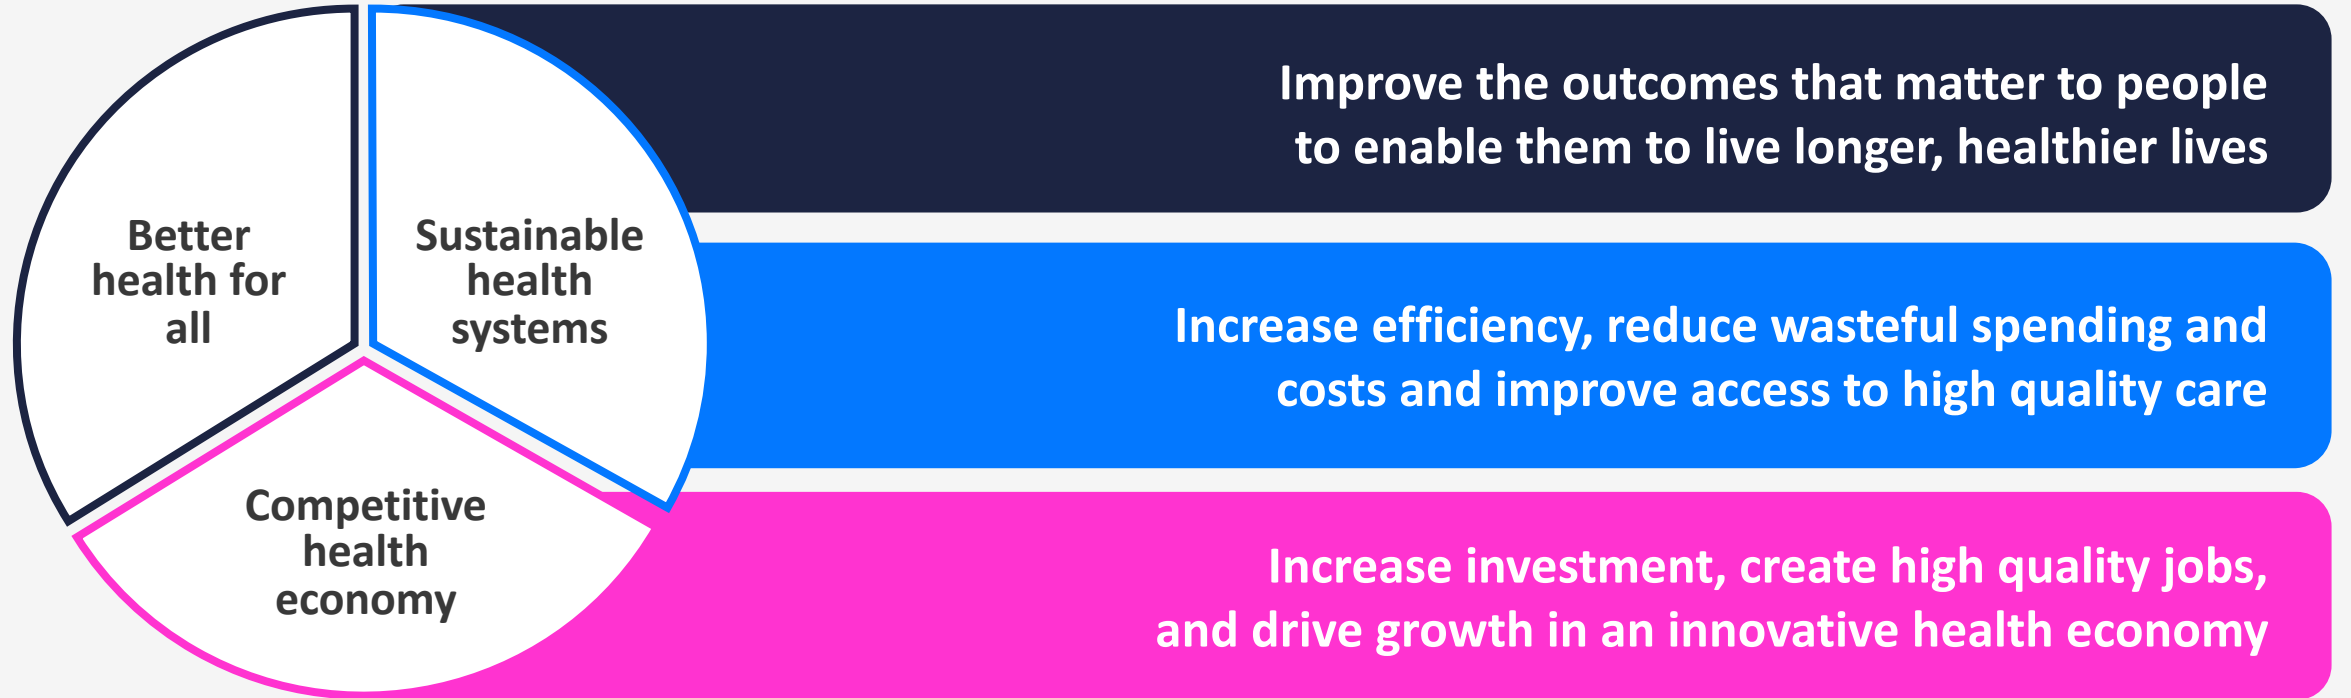 Better
health for
all
Sustainable
health
systems
Competitive
health
economy
Improve the outcomes that matter to people
to enable them to live longer, healthier lives
Increase efficiency, reduce wasteful spending and
costs and improve access to high quality care
Increase investment, create high quality jobs,
and drive growth in an innovative health economy